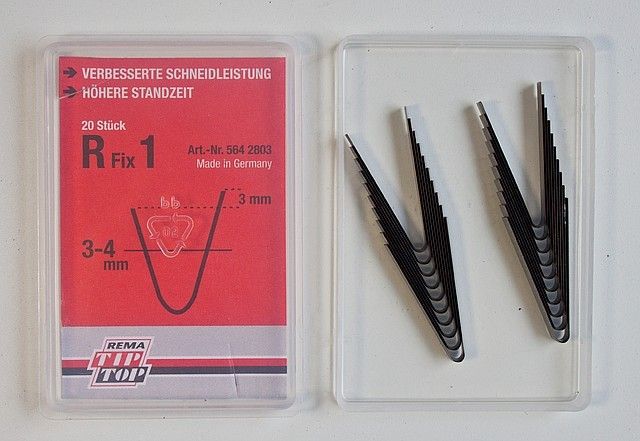 ➔ VERBESSERTE SCHNEIDLEISTUNG
➔ HÖHERE STANDZEIT
20 Stück
R Fix 1
Art.-Nr. 564 2803
Made in Germany
3 mm
3-4
mm
REMA
TIP
TOP